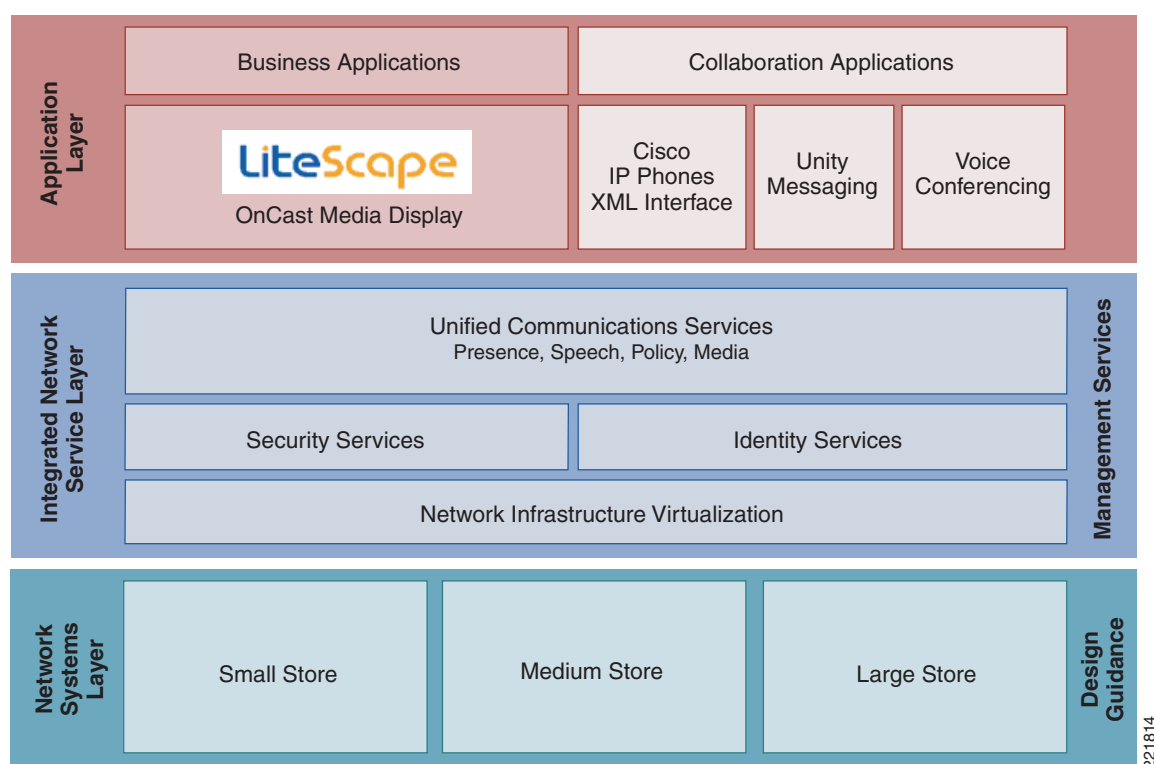 Application
Layer
Business Applications
Collaboration Applications
LiteScape
OnCast Media Display
Cisco
IP Phones
XML Interface
Unity
Messaging
Voice
Conferencing
Integrated Network
Service Layer
Unified Communications Services
Presence, Speech, Policy, Media
Security Services
Identity Services
Network Infrastructure Virtualization
Management Services
Network
Systems
Layer
Small Store
Medium Store
Large Store
Design
Guidance
221814